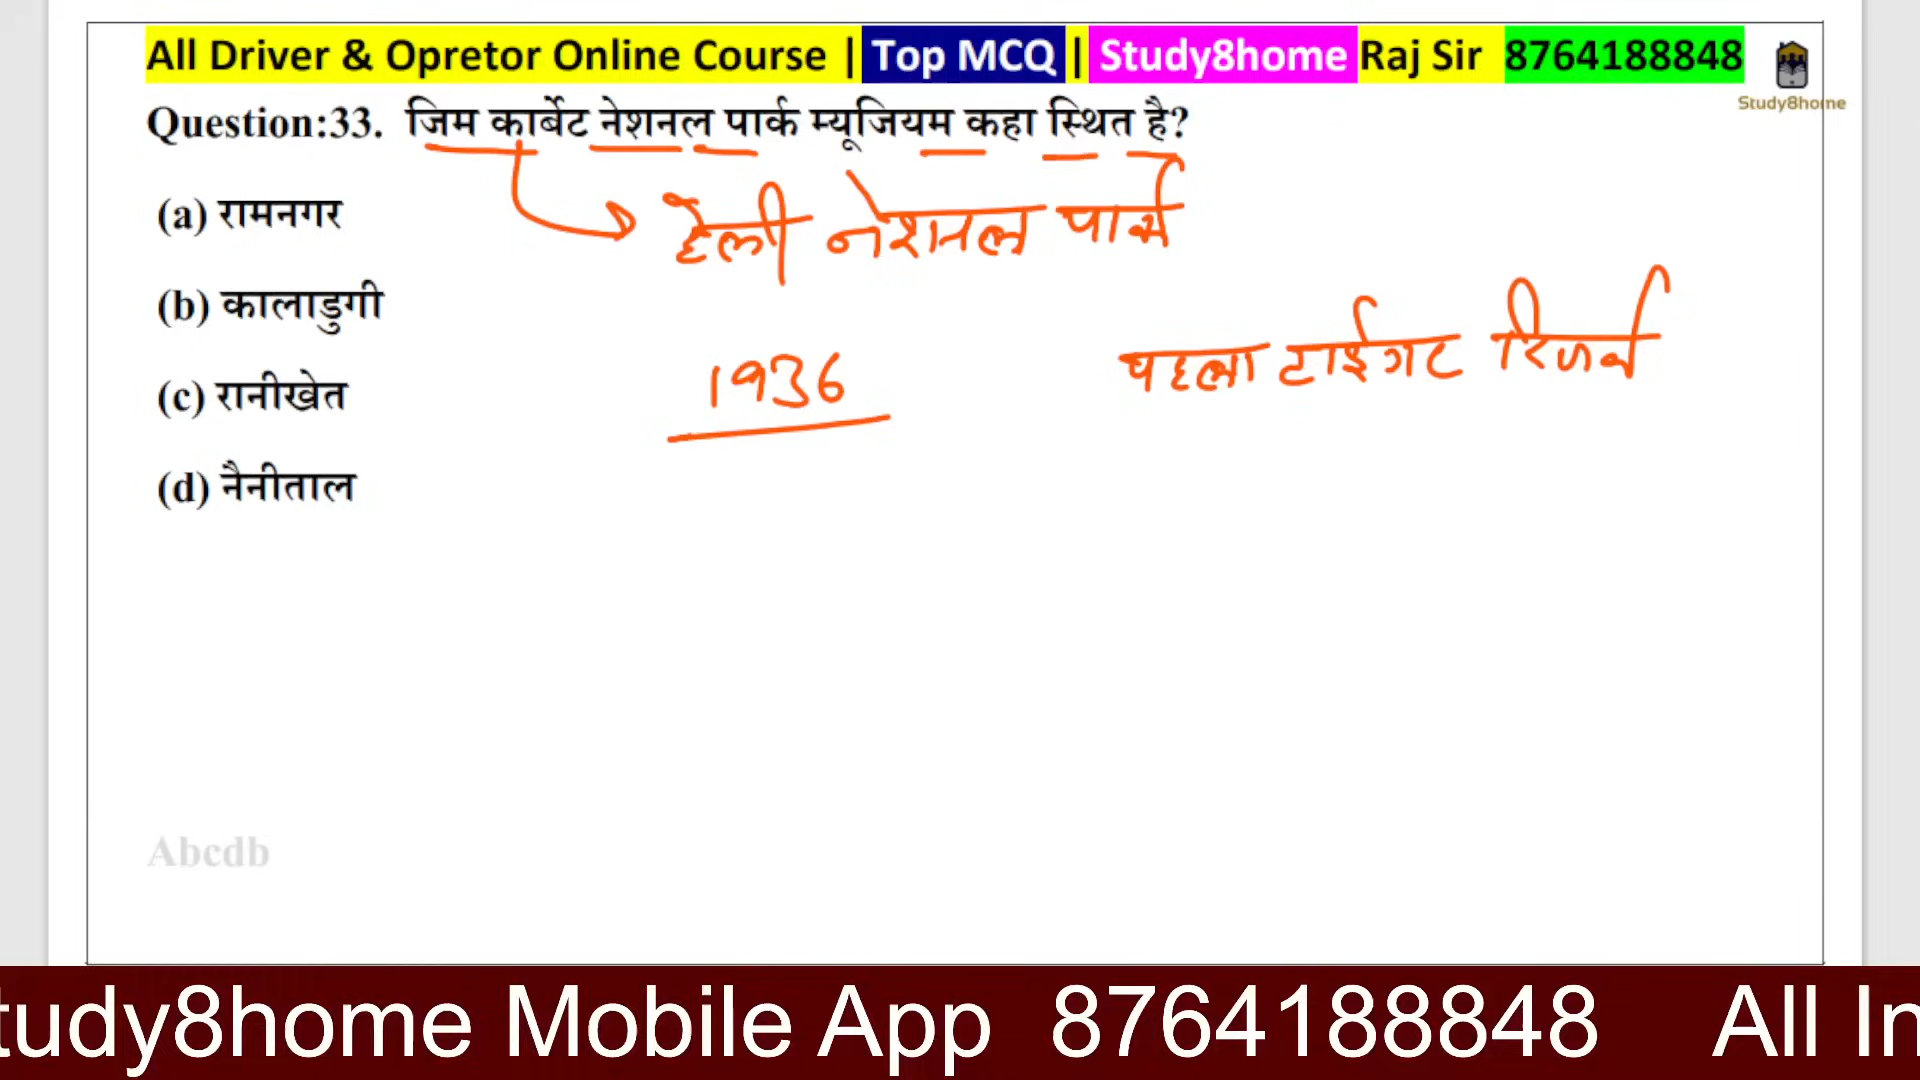 All Driver & Opretor Online Course | Top MCQ | Study8home Raj Sir 8764188848
Study8home
Question:33. जिम कार्बेट नेशनल पार्क म्यूजियम कहा स्थित है?
(a) रामनगर
हेली नेशनल पार्क
(b) कालाडुगी
1936
पहला टाईगर रिजर्व
(c) रानीखेत
(d) नैनीताल
Abcdb
tudy8home Mobile App 8764188848 All In